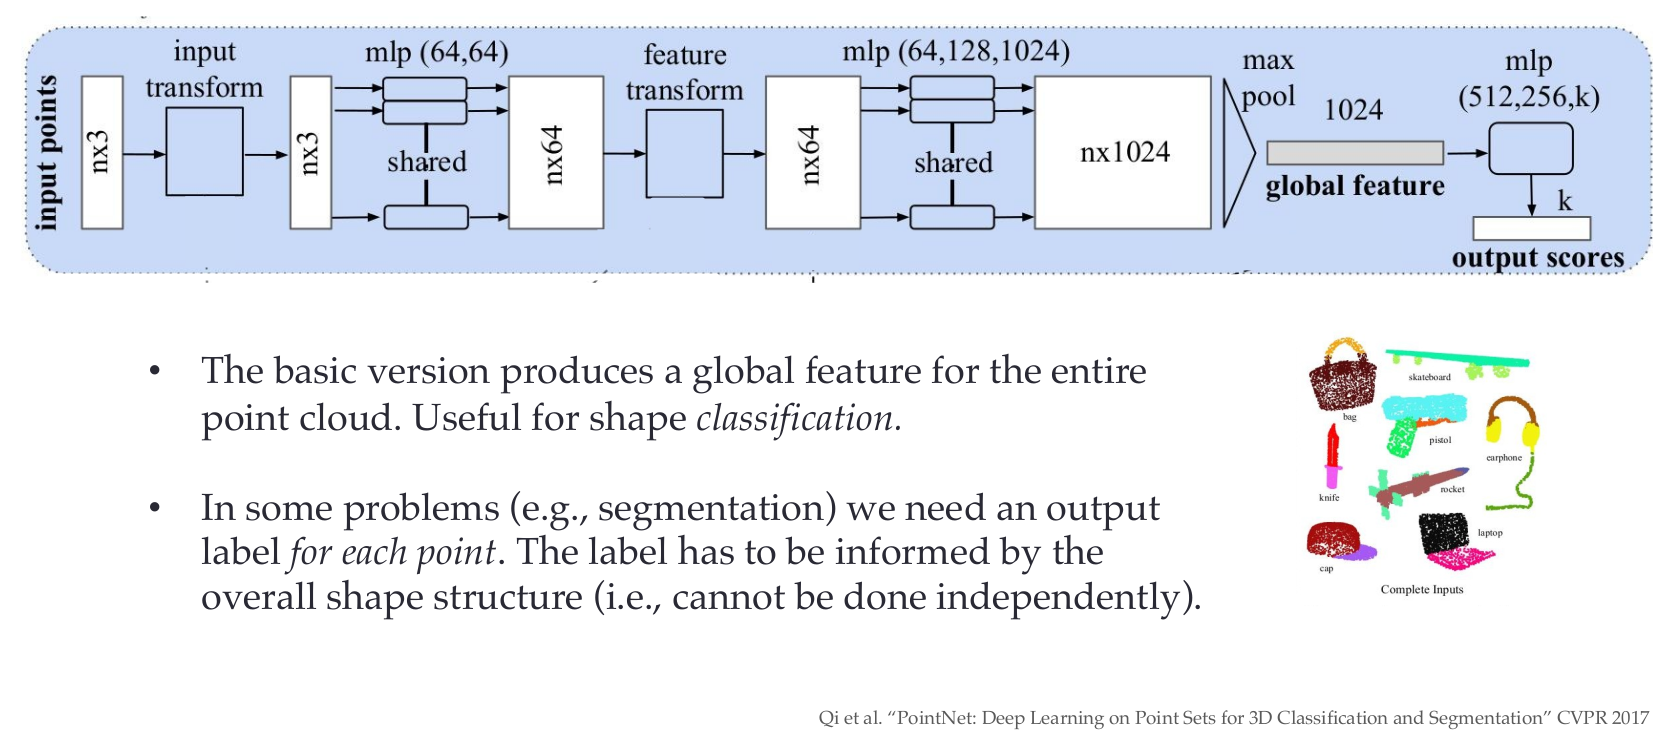 input points
nx3
input
transform
nx3
mlp (64,64)
shared
nx64
feature
transform
nx64
mlp (64,128,1024)
shared
nx1024
max
pool
1024
global feature
mlp
(512,256,k)
k
output scores
• The basic version produces a global feature for the entire
point cloud. Useful for shape classification.
• In some problems (e.g., segmentation) we need an output
label for each point. The label has to be informed by the
overall shape structure (i.e., cannot be done independently).
skateboard
bag
pistol
earphone
knife
rocket
laptop
cap
Complete Inputs
Qi et al. “PointNet: Deep Learning on Point Sets for 3D Classification and Segmentation” CVPR 2017